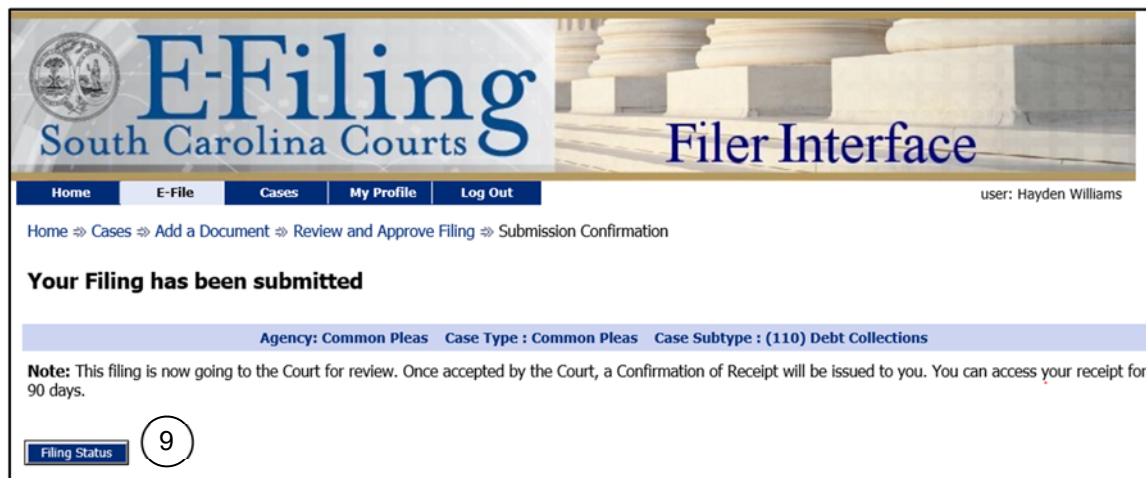 E-Filing
South Carolina Courts
Filer Interface
Home E-File Cases My Profile Log Out user: Hayden Williams
Home ⇨ Cases ⇨ Add a Document ⇨ Review and Approve Filing ⇨ Submission Confirmation
Your Filing has been submitted
Agency: Common Pleas Case Type : Common Pleas Case Subtype : (110) Debt Collections
Note: This filing is now going to the Court for review. Once accepted by the Court, a Confirmation of Receipt will be issued to you. You can access your receipt for
90 days.
Filing Status 9